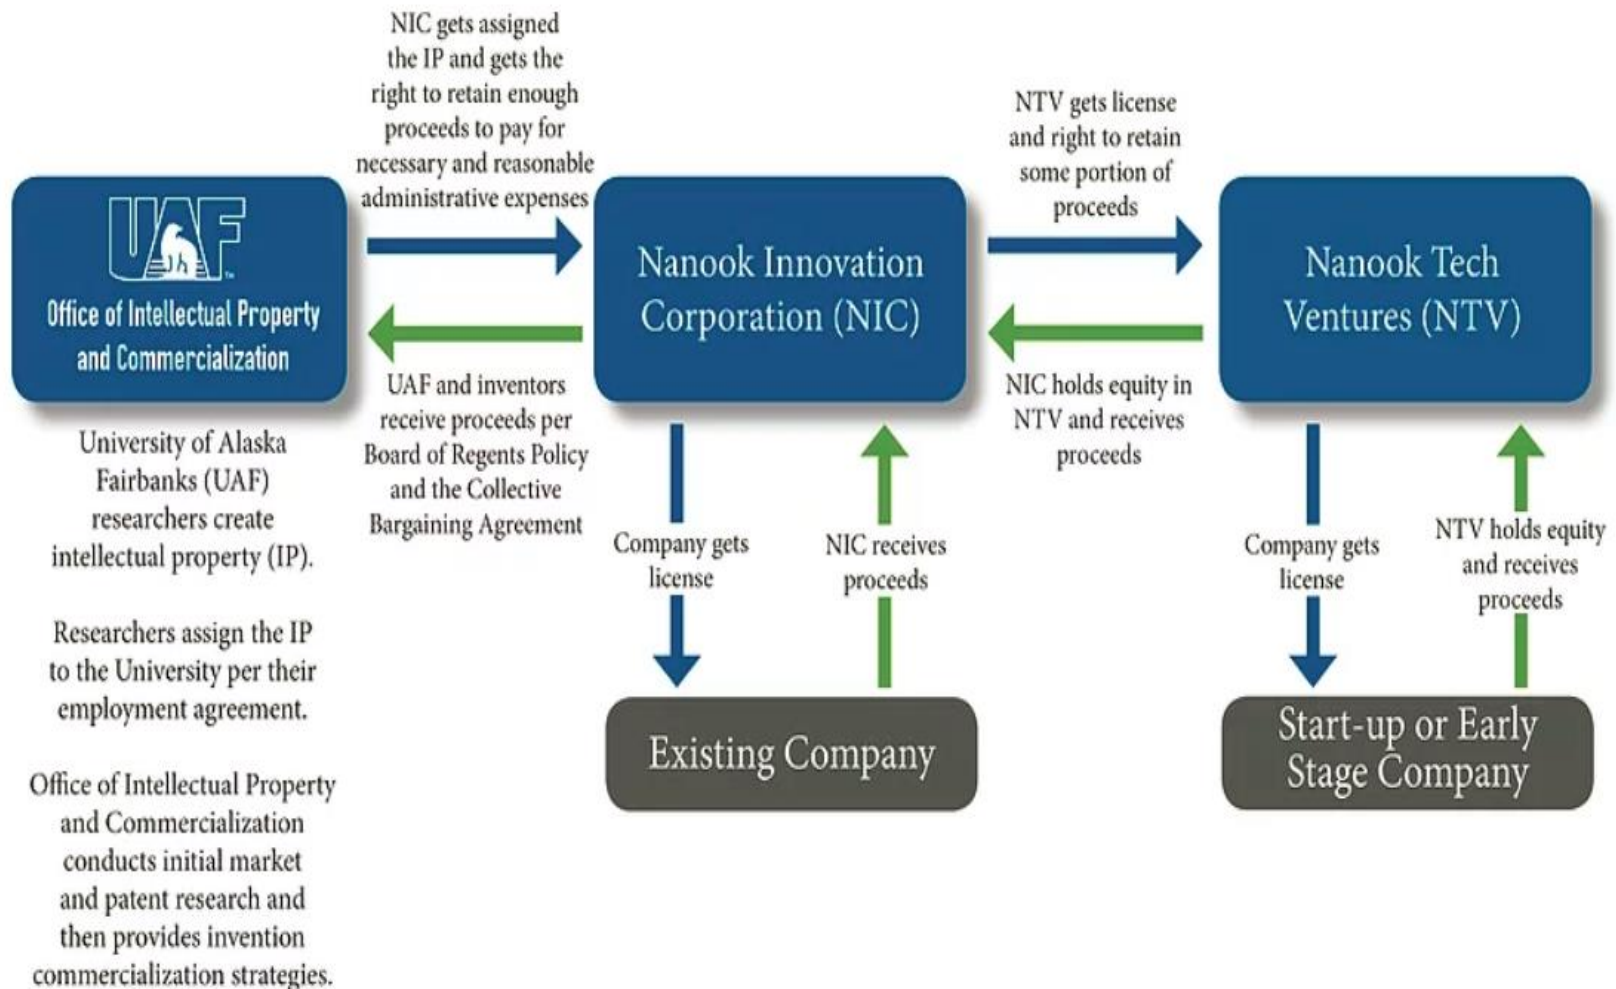 NIC gets assigned
the IP and gets the
right to retain enough
proceeds to pay for
necessary and reasonable
administrative expenses
NTV gets license
and right to retain
some portion of
proceeds
UAF
™
Office of Intellectual Property
and Commercialization
Nanook Innovation
Corporation (NIC)
Nanook Tech
Ventures (NTV)
University of Alaska
Fairbanks (UAF)
researchers create
intellectual property (IP).
Researchers assign the IP
to the University per their
employment agreement.
Office of Intellectual Property
and Commercialization
conducts initial market
and patent research and
then provides invention
commercialization strategies.
UAF and inventors
receive proceeds per
Board of Regents Policy
and the Collective
Bargaining Agreement
NIC holds equity in
NTV and receives
proceeds
Company gets
license
NIC receives
proceeds
Company gets
license
NTV holds equity
and receives
proceeds
Existing Company
Start-up or Early
Stage Company